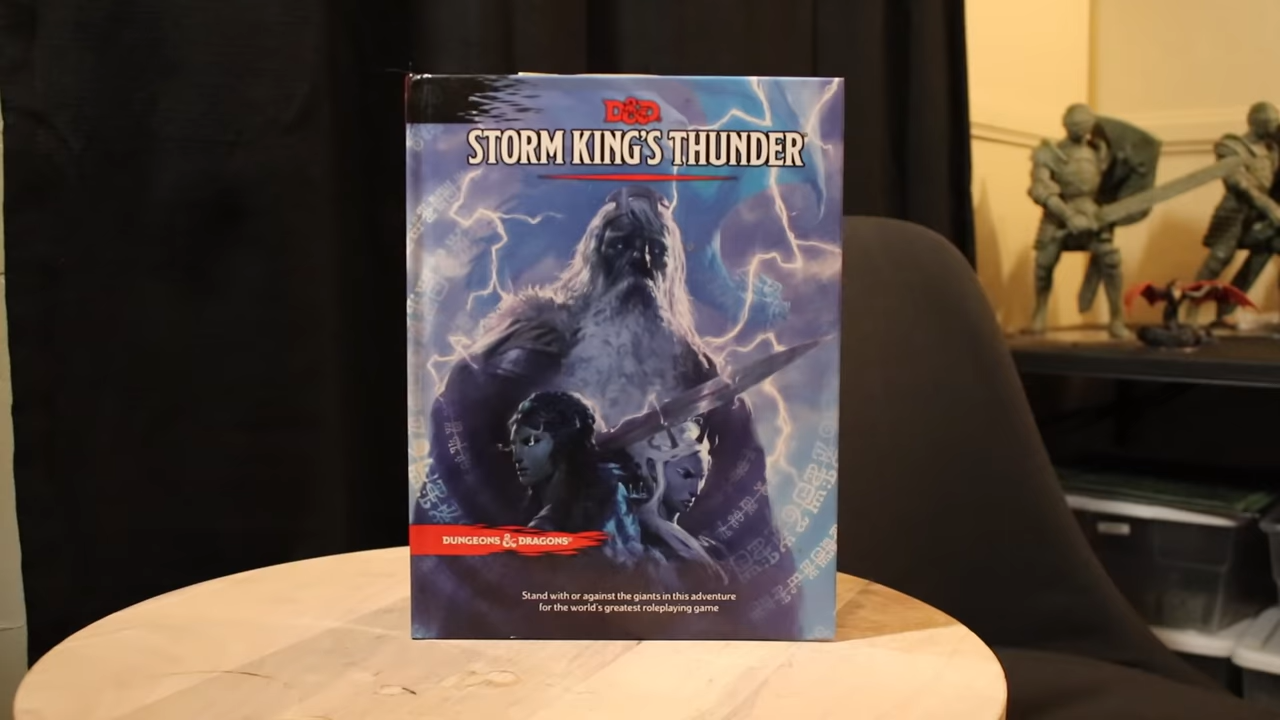 D&D
STORM KING'S THUNDER
DUNGEONS & DRAGONS®
Stand with or against the giants in this adventure
for the world's greatest roleplaying game